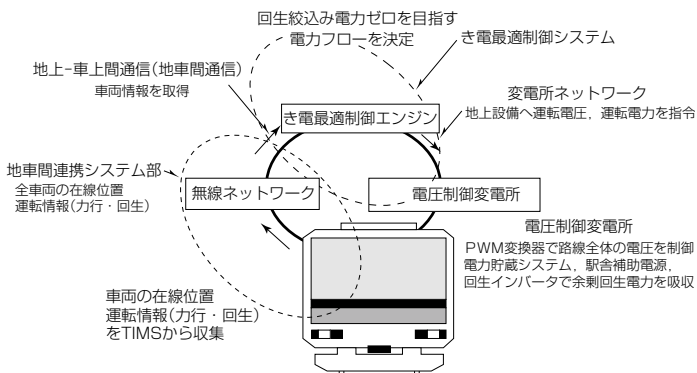 回生絞込み電力ゼロを目指す
電力フローを決定
き電最適制御システム
地上-車上間通信(地車間通信)
車両情報を取得
変電所ネットワーク
地上設備へ運転電圧，運転電力を指令
き電最適制御エンジン
地車間連携システム部
全車両の在線位置
運転情報(力行・回生)
無線ネットワーク
電圧制御変電所
電圧制御変電所
PWM変換器で路線全体の電圧を制御
電力貯蔵システム，駅舎補助電源，
回生インバータで余剰回生電力を吸収
車両の在線位置
運転情報(力行・回生)
をTIMSから収集